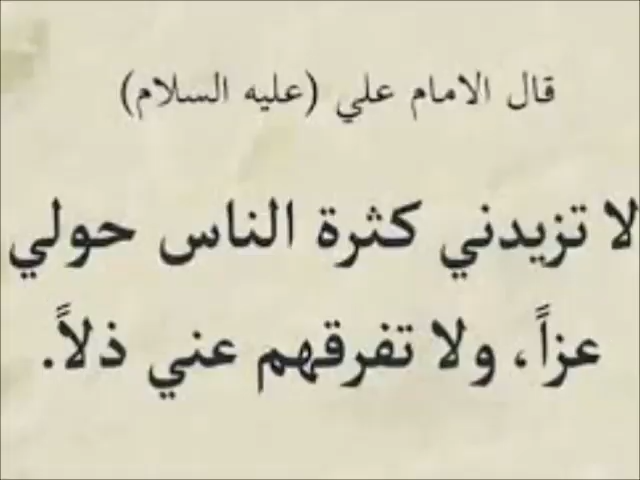 قال الامام علي (عليه السلام)
لا تزيدني كثرة الناس حولي
عزاً، ولا تفرقهم عني ذلاً.